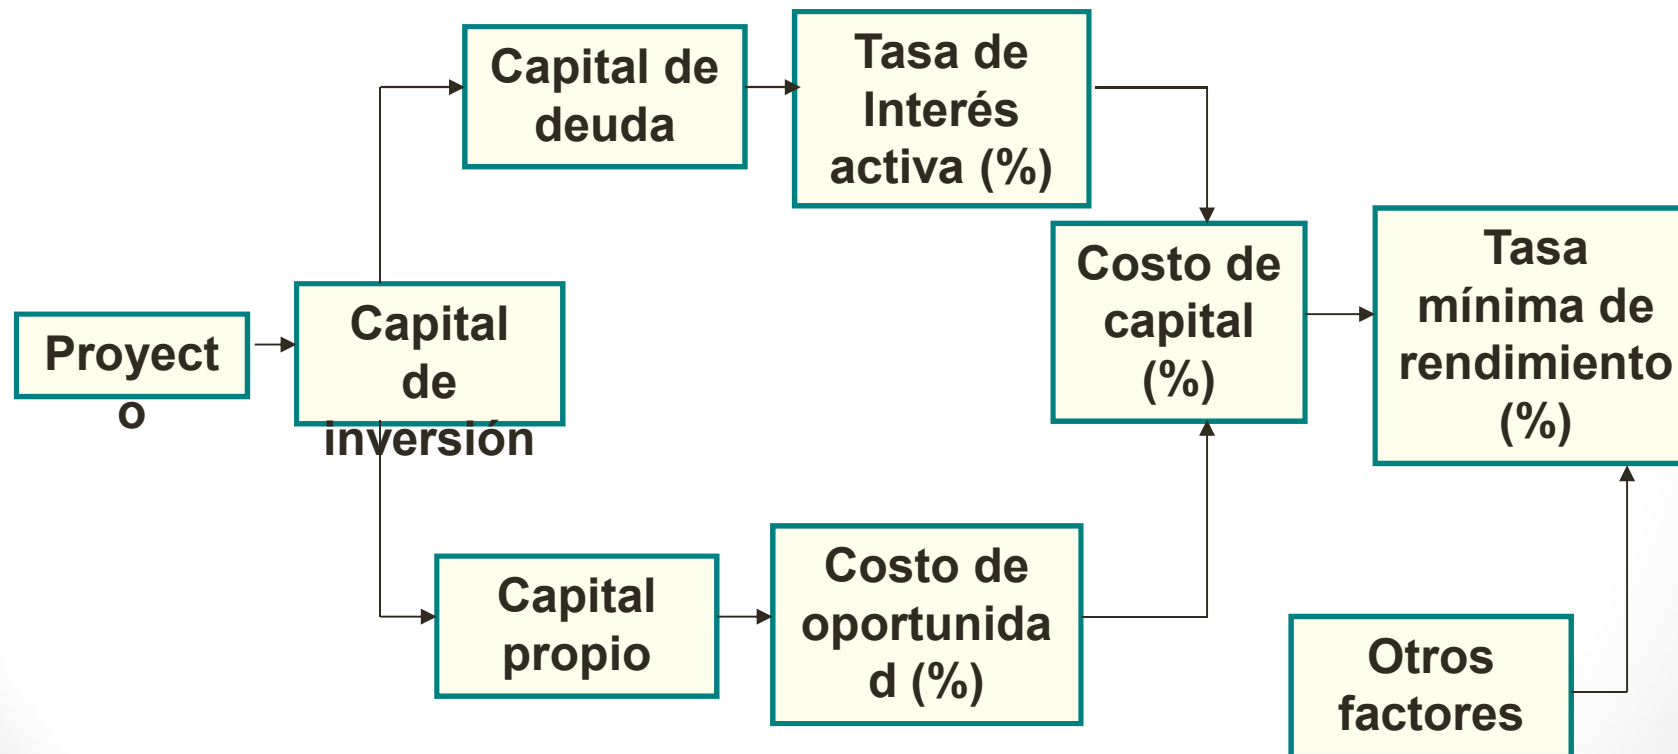 Capital de
deuda
Tasa de
Interés
activa (%)
Proyect
o
Capital
de
inversión
Costo de
capital
(%)
Tasa
mínima de
rendimiento
(%)
Capital
propio
Costo de
oportunida
d (%)
Otros
factores